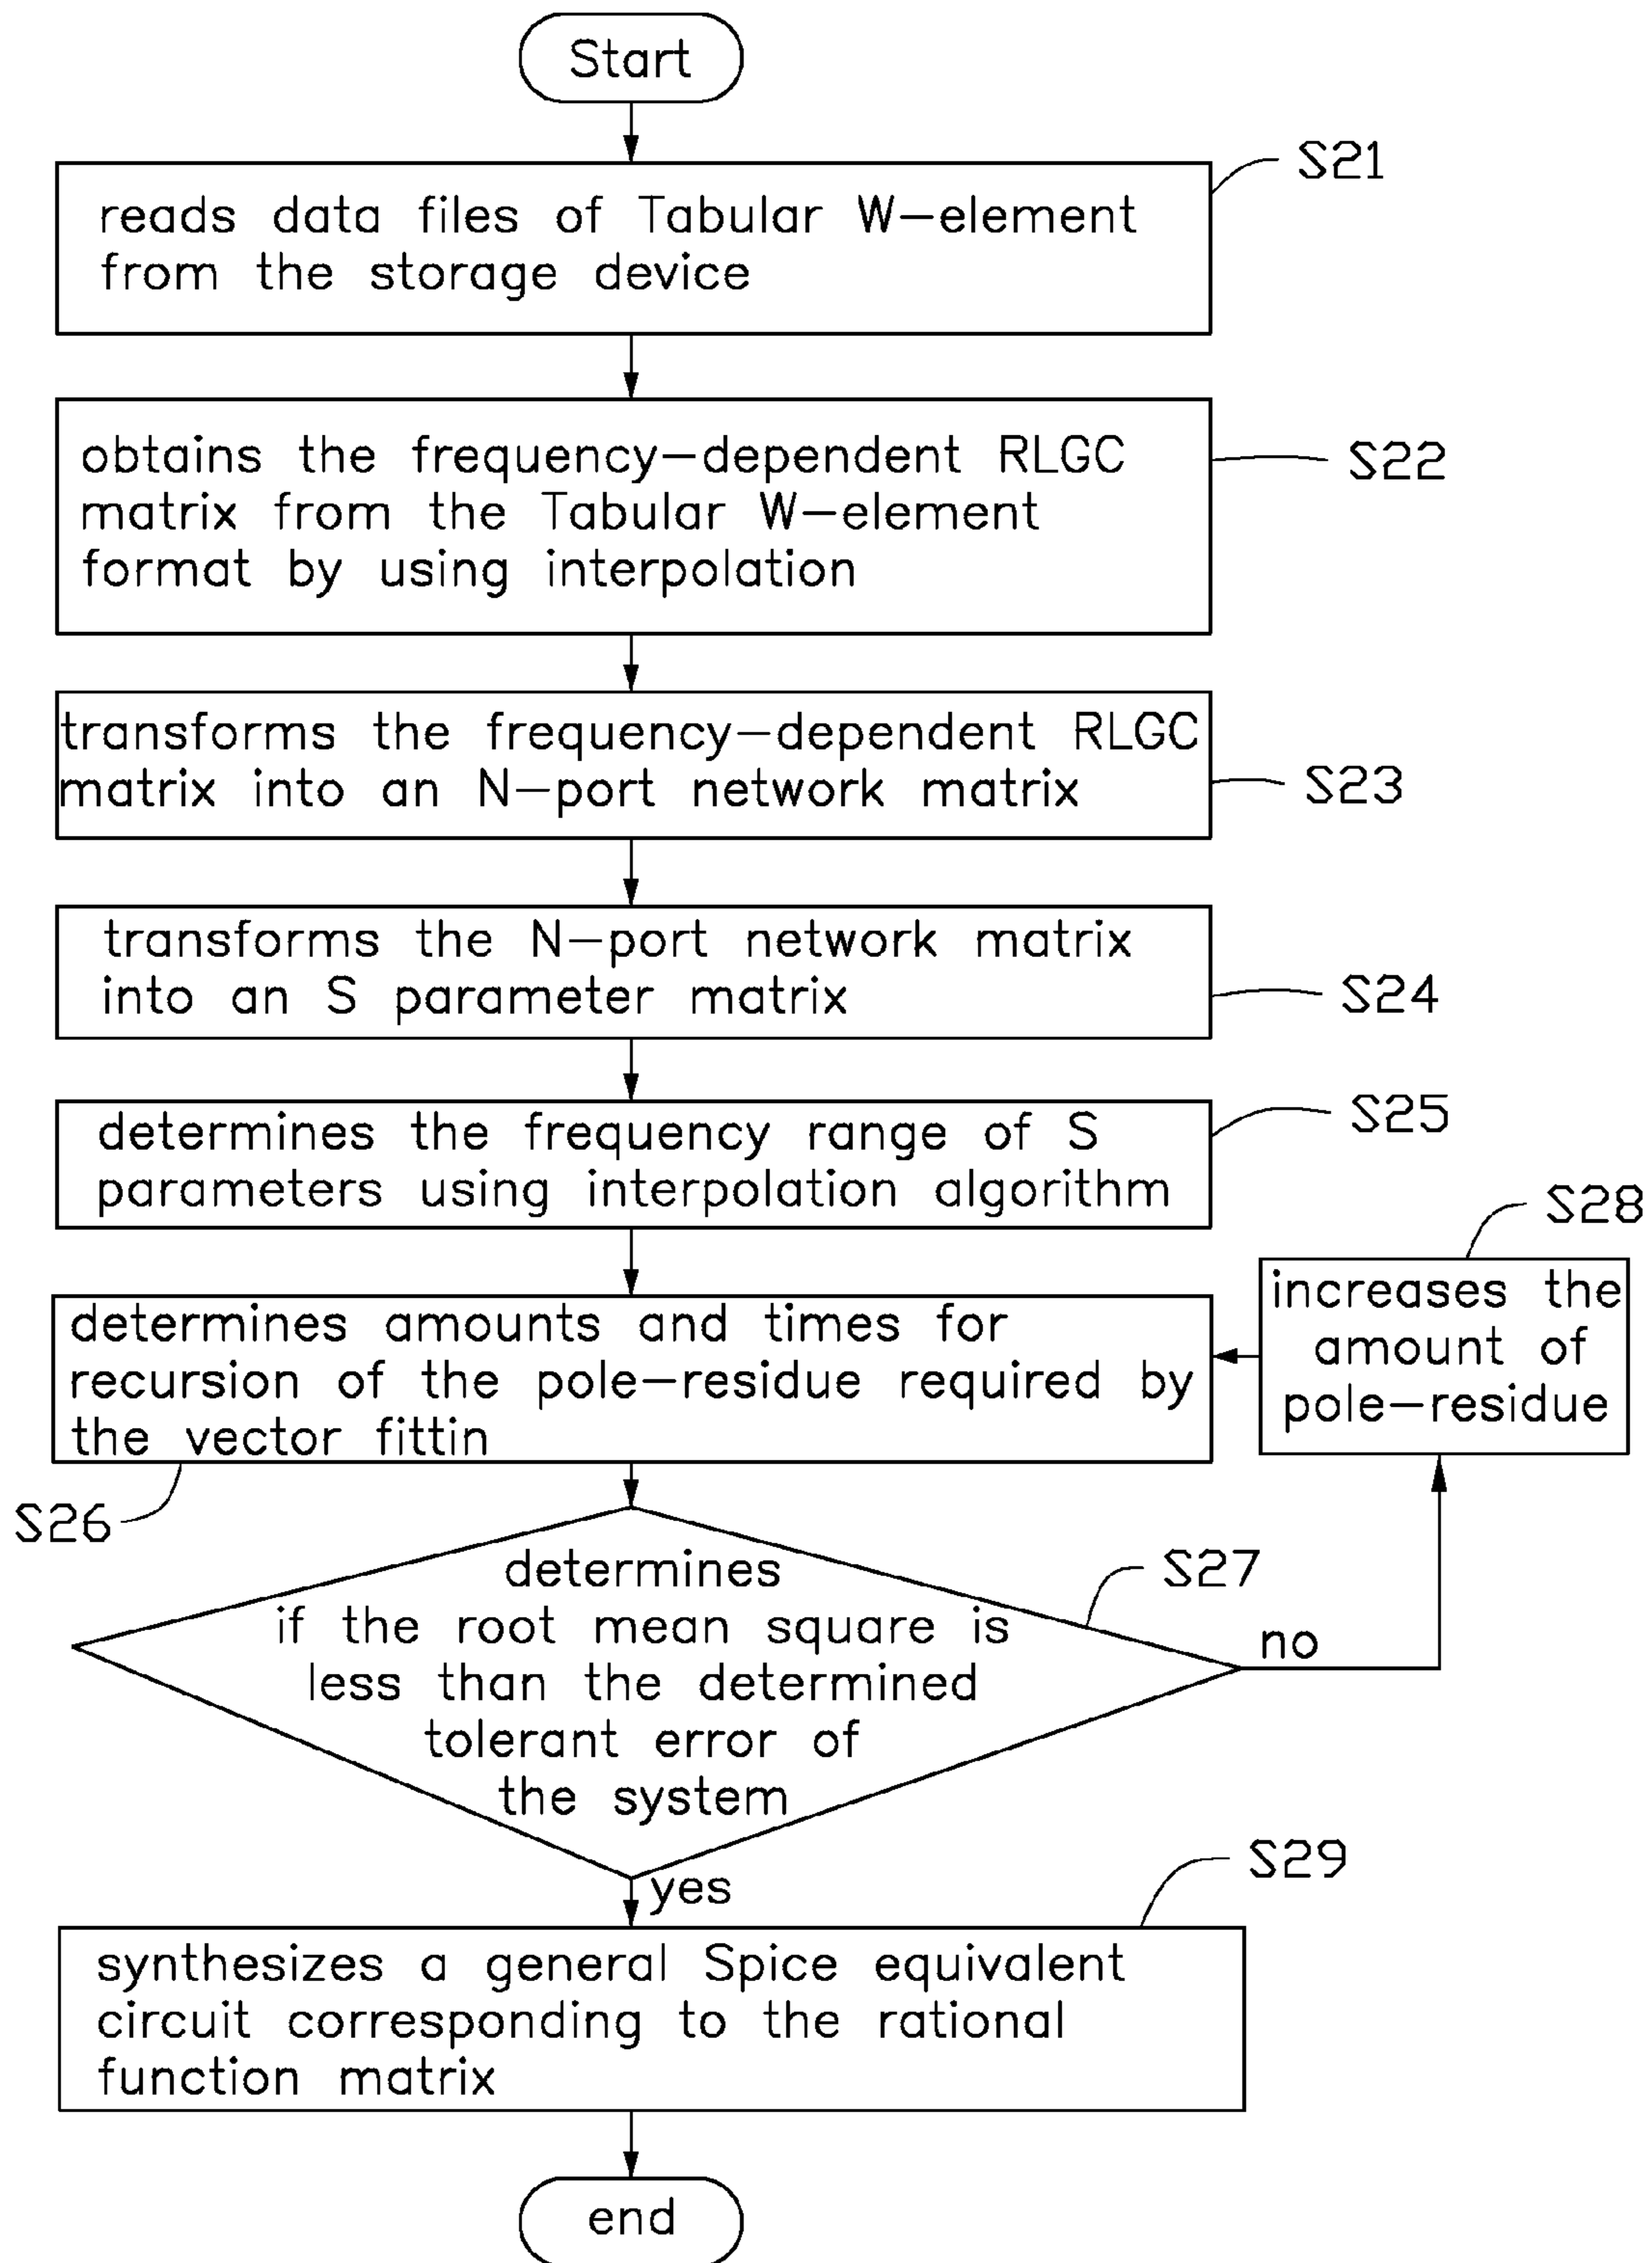 Start
S21
reads data files of Tabular W-element
from the storage device
S22
obtains the frequency-dependent RLGC
matrix from the Tabular W-element
format by using interpolation
S23
transforms the frequency-dependent RLGC
matrix into an N-port network matrix
S24
transforms the N-port network matrix
into an S parameter matrix
S25
determines the frequency range of S
parameters using interpolation algorithm
S28
increases the
amount of
pole-residue
determines amounts and times for
recursion of the pole-residue required by
the vector fittin
S26
S27
determines
if the root mean square is
less than the determined
tolerant error of
the system
no
yes
S29
synthesizes a general Spice equivalent
circuit corresponding to the rational
function matrix
end